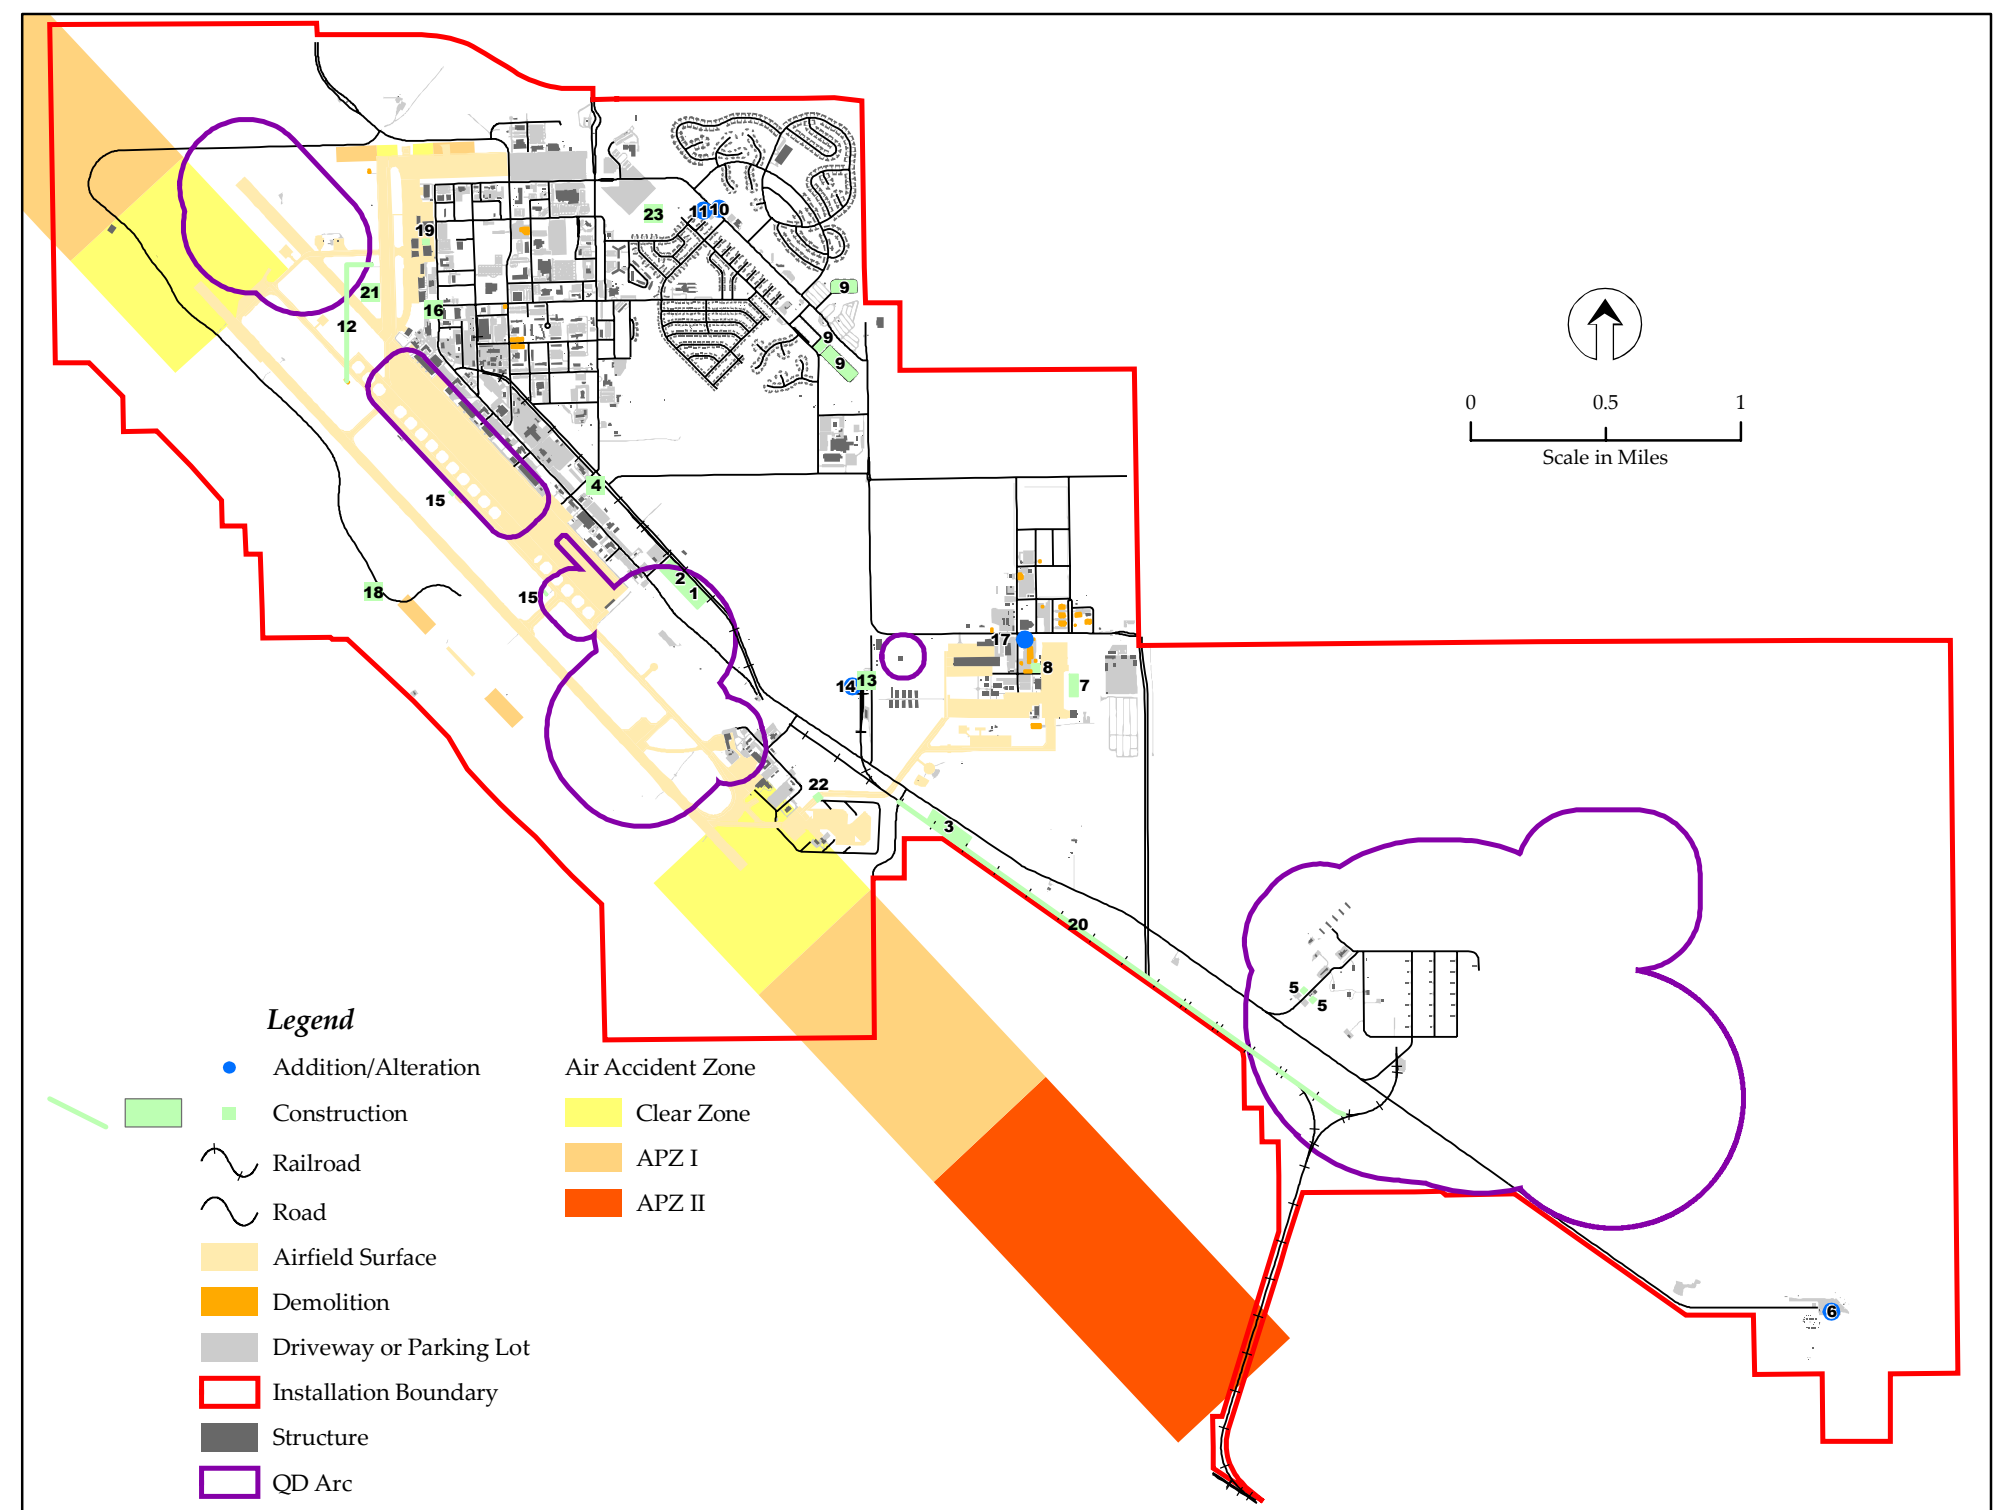 23
11
10
19
9
21
16
12
9
9
4
15
2
1
18
15
17
8
14
13
7
22
3
20
5
5
6
0
0.5
1
Scale in Miles
Legend
Addition/Alteration
Construction
Railroad
Road
Airfield Surface
Demolition
Driveway or Parking Lot
Installation Boundary
Structure
QD Arc
Air Accident Zone
Clear Zone
APZ I
APZ II